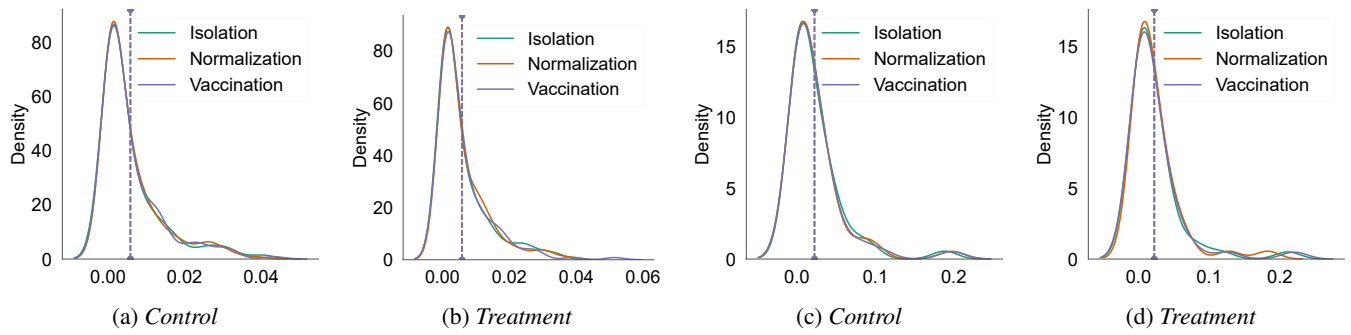 Density
80
60
40
20
0
0.00
0.02
0.04
Isolation
Normalization
Vaccination
(a) Control
Density
80
60
40
20
0
0.00
0.02
0.04
0.06
Isolation
Normalization
Vaccination
(b) Treatment
Density
15
10
5
0
0.0
0.1
0.2
Isolation
Normalization
Vaccination
(c) Control
Density
15
10
5
0
0.0
0.1
0.2
Isolation
Normalization
Vaccination
(d) Treatment